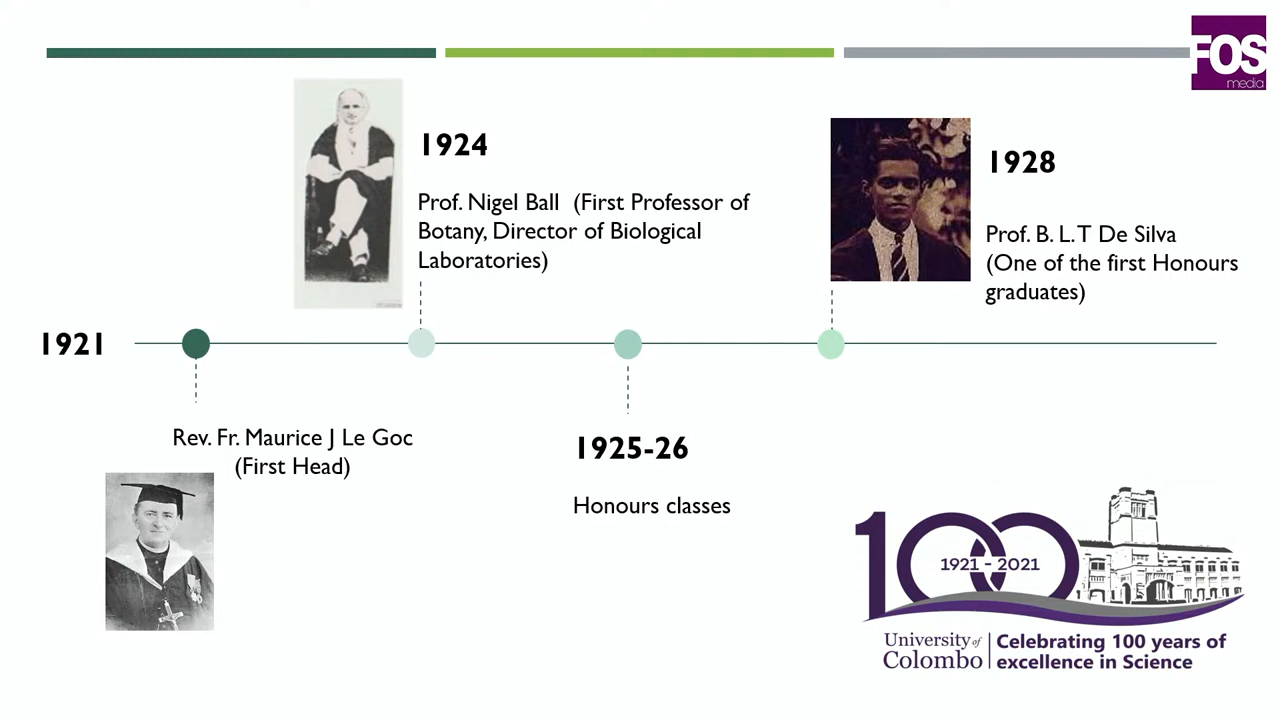 FOS
media
1924
Prof. Nigel Ball (First Professor of
Botany, Director of Biological
Laboratories)
1928
Prof. B. L.T De Silva
(One of the first Honours
graduates)
1921
Rev. Fr. Maurice J Le Goc
(First Head)
1925-26
Honours classes
100
1921 - 2021
University of
Colombo
Celebrating 100 years of
excellence in Science